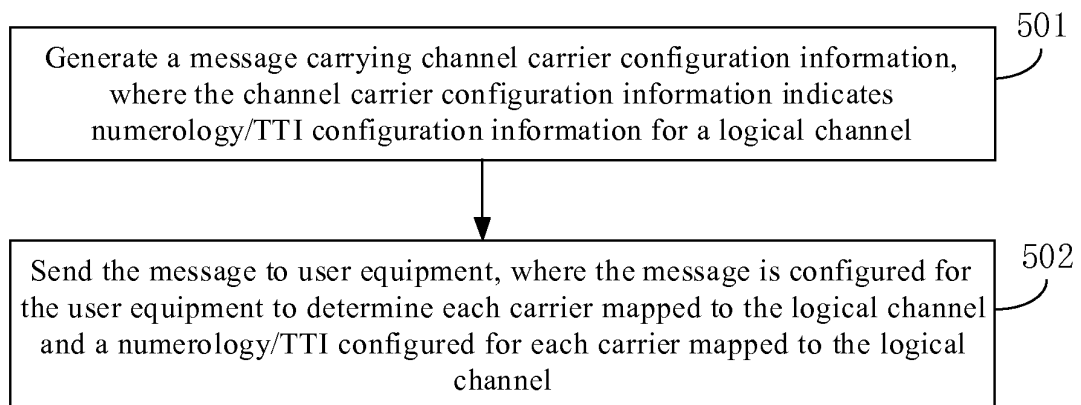 501
Generate a message carrying channel carrier configuration information,
where the channel carrier configuration information indicates
numerology/TTI configuration information for a logical channel
502
Send the message to user equipment, where the message is configured for
the user equipment to determine each carrier mapped to the logical channel
and a numerology/TTI configured for each carrier mapped to the logical
channel